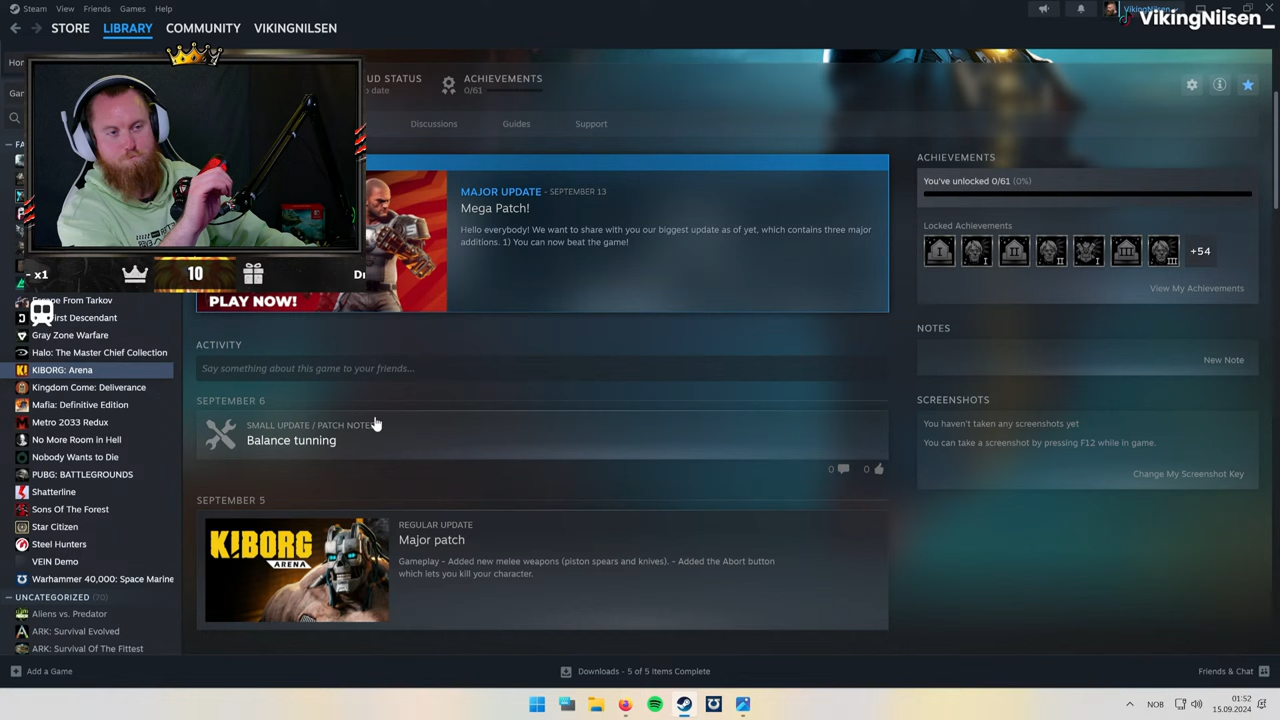 Steam View Friends Games Help
VikingNilsen
VikingNilsen_
STORE LIBRARY COMMUNITY VIKINGNILSEN
UD STATUS
ACHIEVEMENTS
0/61
date
Discussions Guides Support
MAJOR UPDATE - SEPTEMBER 13
Mega Patch!
Hello everybody! We want to share with you our biggest update as of yet, which contains three major
additions. 1) You can now beat the game!
PLAY NOW!
ACHIEVEMENTS
You've unlocked 0/61 (0%)
Locked Achievements
+54
View My Achievements
- x1
10
NOTES
New Note
SCREENSHOTS
You haven't taken any screenshots yet
You can take a screenshot by pressing F12 while in game.
Change My Screenshot Key
ACTIVITY
Say something about this game to your friends...
SEPTEMBER 6
SMALL UPDATE / PATCH NOTES
Balance tunning
0 0
SEPTEMBER 5
KIBORG
ARENA
REGULAR UPDATE
Major patch
Gameplay - Added new melee weapons (piston spears and knives). - Added the Abort button
which lets you kill your character.
Escape From Tarkov
irst Descendant
Gray Zone Warfare
Halo: The Master Chief Collection
KIBORG: Arena
Kingdom Come: Deliverance
Mafia: Definitive Edition
Metro 2033 Redux
No More Room in Hell
Nobody Wants to Die
PUBG: BATTLEGROUNDS
Shatterline
Sons Of The Forest
Star Citizen
Steel Hunters
VEIN Demo
Warhammer 40,000: Space Marine
UNCATEGORIZED (70)
Aliens vs. Predator
ARK: Survival Evolved
ARK: Survival Of The Fittest
Add a Game
Downloads - 5 of 5 Items Complete
Friends & Chat
NOB
01:52
15.09.2024